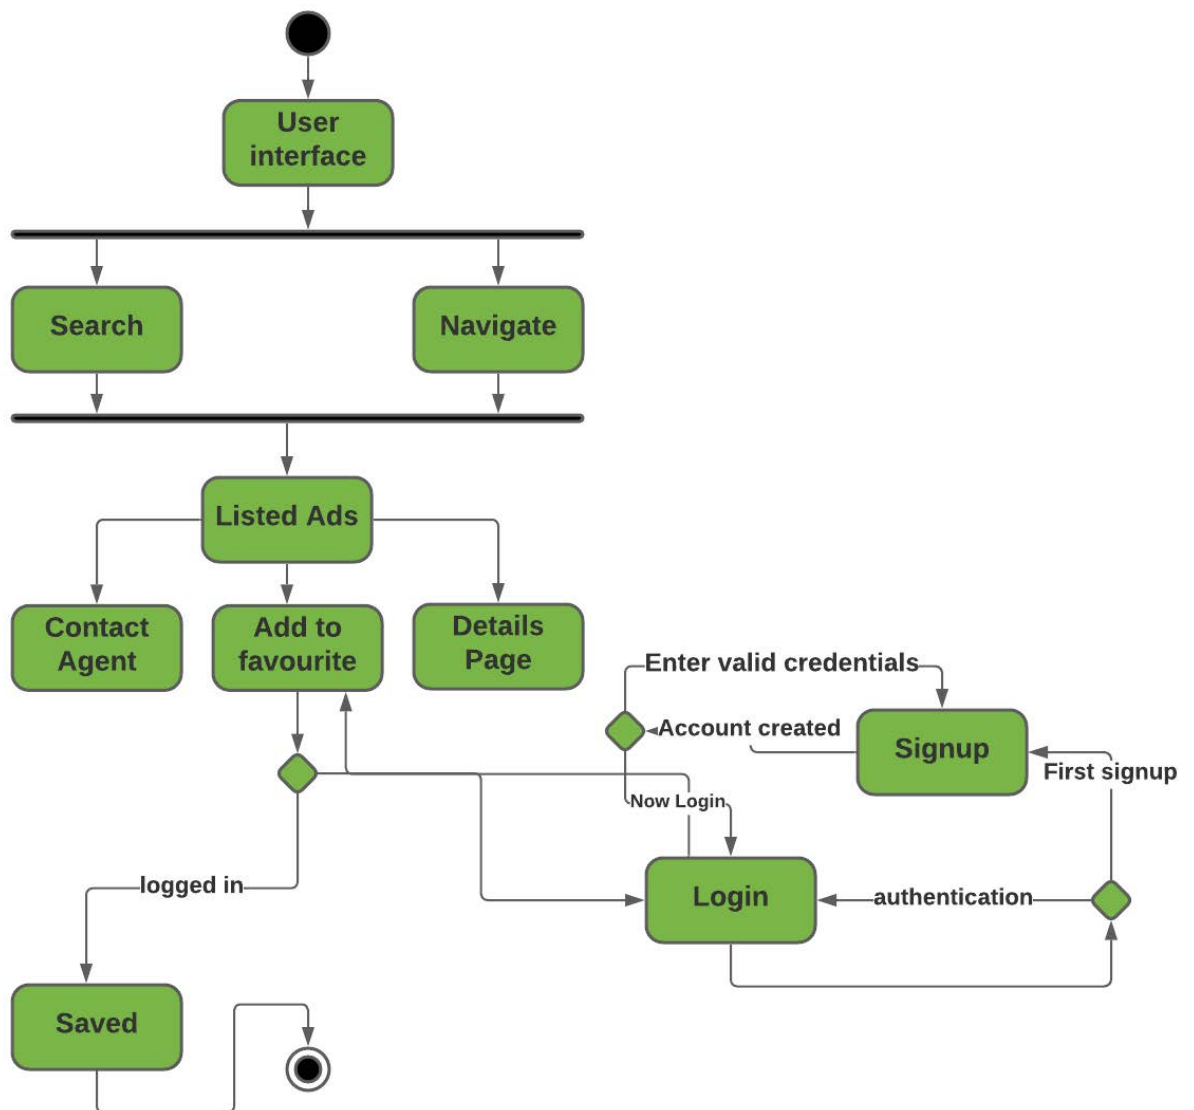 User
interface
Search
Navigate
Listed Ads
Contact
Agent
Add to
favourite
Details
Page
Enter valid credentials
Account created
Signup
First signup
Now Login
logged in
Login
authentication
Saved